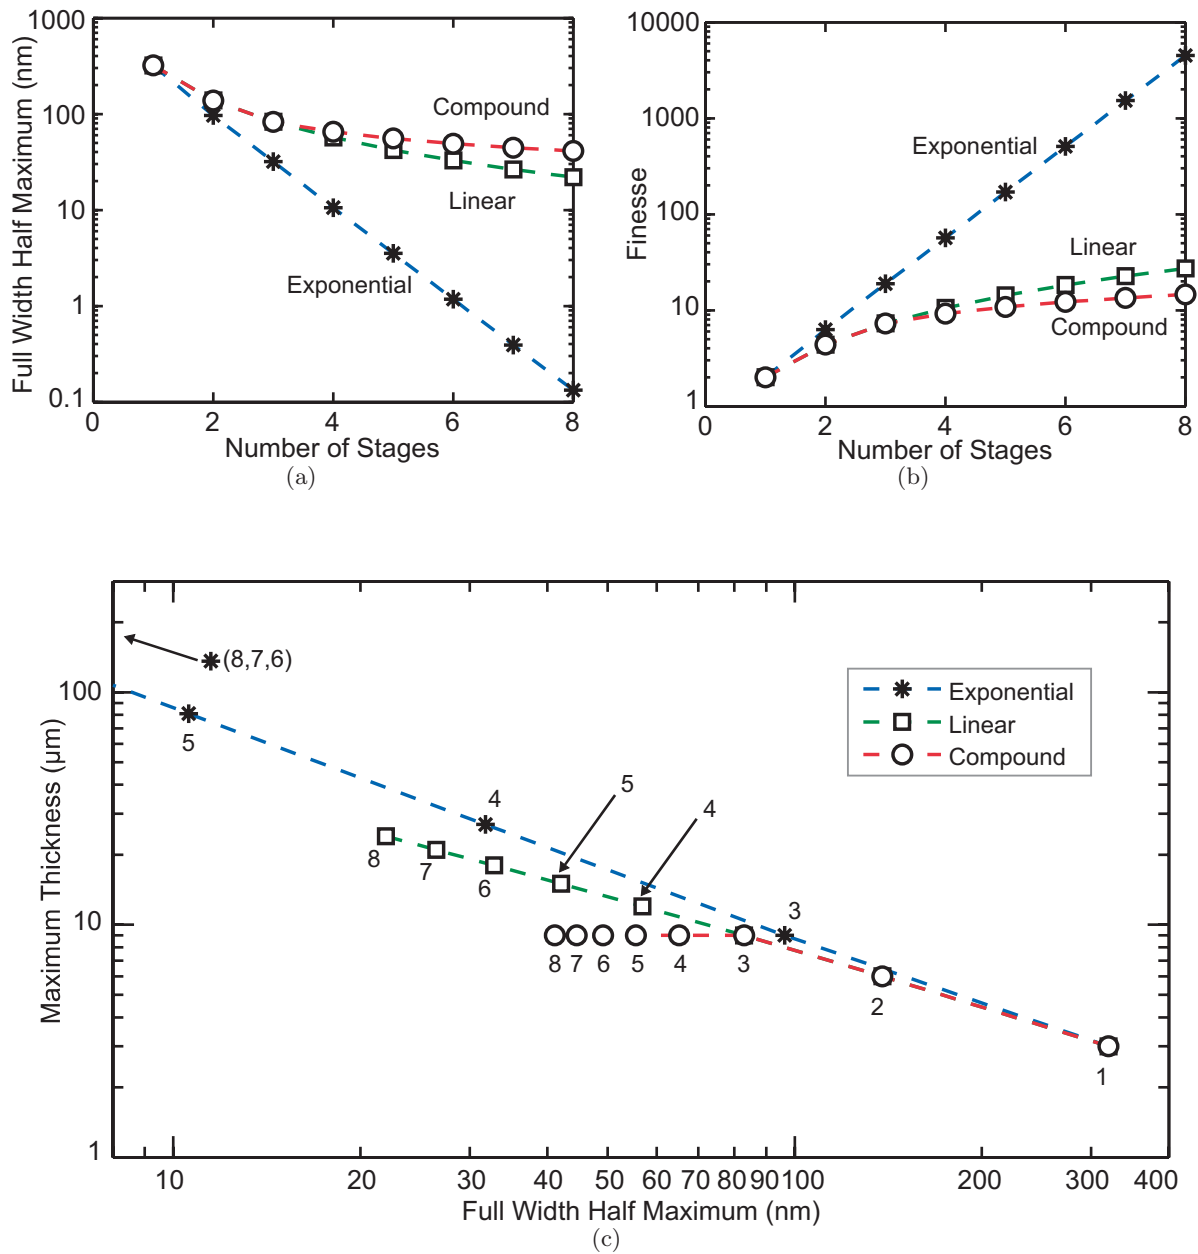 1000
100
10
1
0.1
0
2
4
6
8
Full Width Half Maximum (nm)
Number of Stages
Compound
Linear
Exponential
(a)
10000
1000
100
10
1
0
2
4
6
8
Finesse
Number of Stages
Exponential
Linear
Compound
(b)
(8,7,6)
100
10
1
Maximum Thickness (μm)
5
4
5
4
8
7
6
3
8
7
6
5
4
3
2
1
Exponential
Linear
Compound
10
20
30
40
50
60
70
80
90
100
200
300
400
Full Width Half Maximum (nm)
(c)